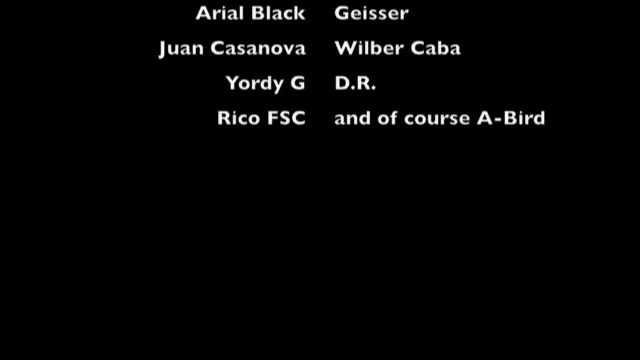 Arial Black Geisser
Juan Casanova Wilber Caba
Yordy G D.R.
Rico FSC and of course A-Bird